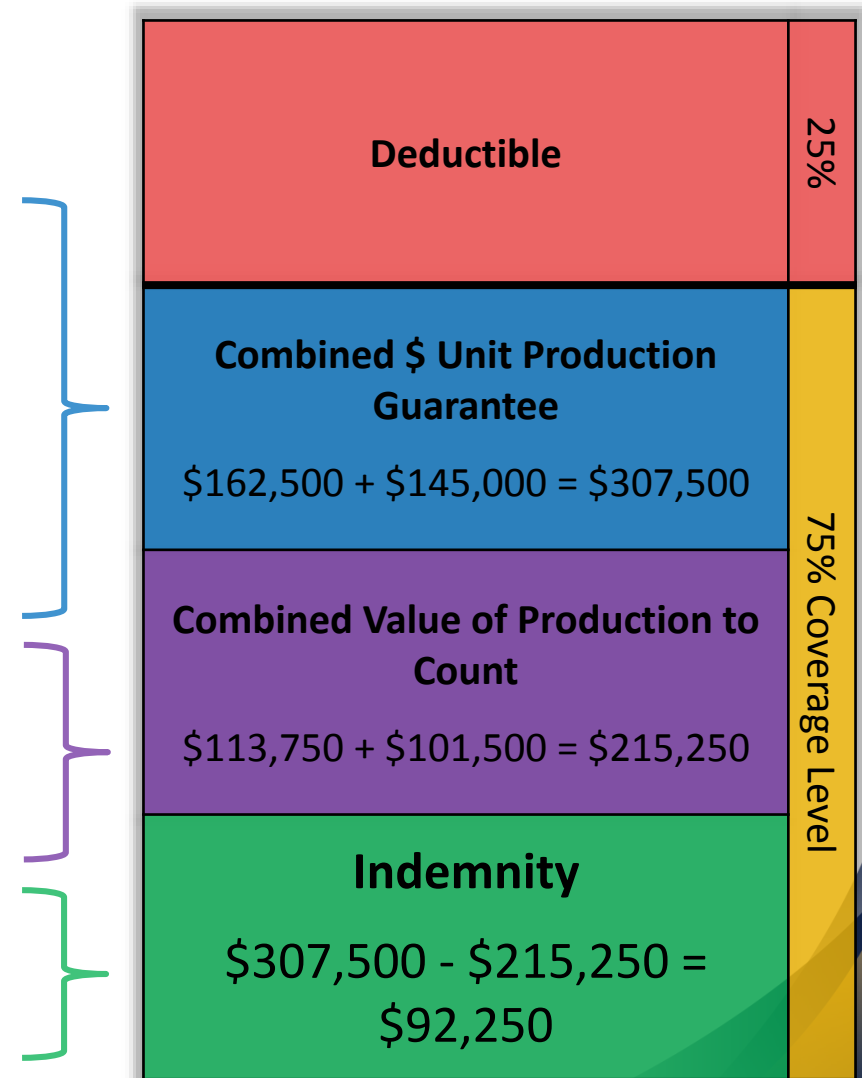 Deductible
25%
Combined $ Unit Production
Guarantee
$162,500 + $145,000 = $307,500
75% Coverage Level
Combined Value of Production to
Count
$113,750 + $101,500 = $215,250
Indemnity
$307,500 - $215,250 =
$92,250